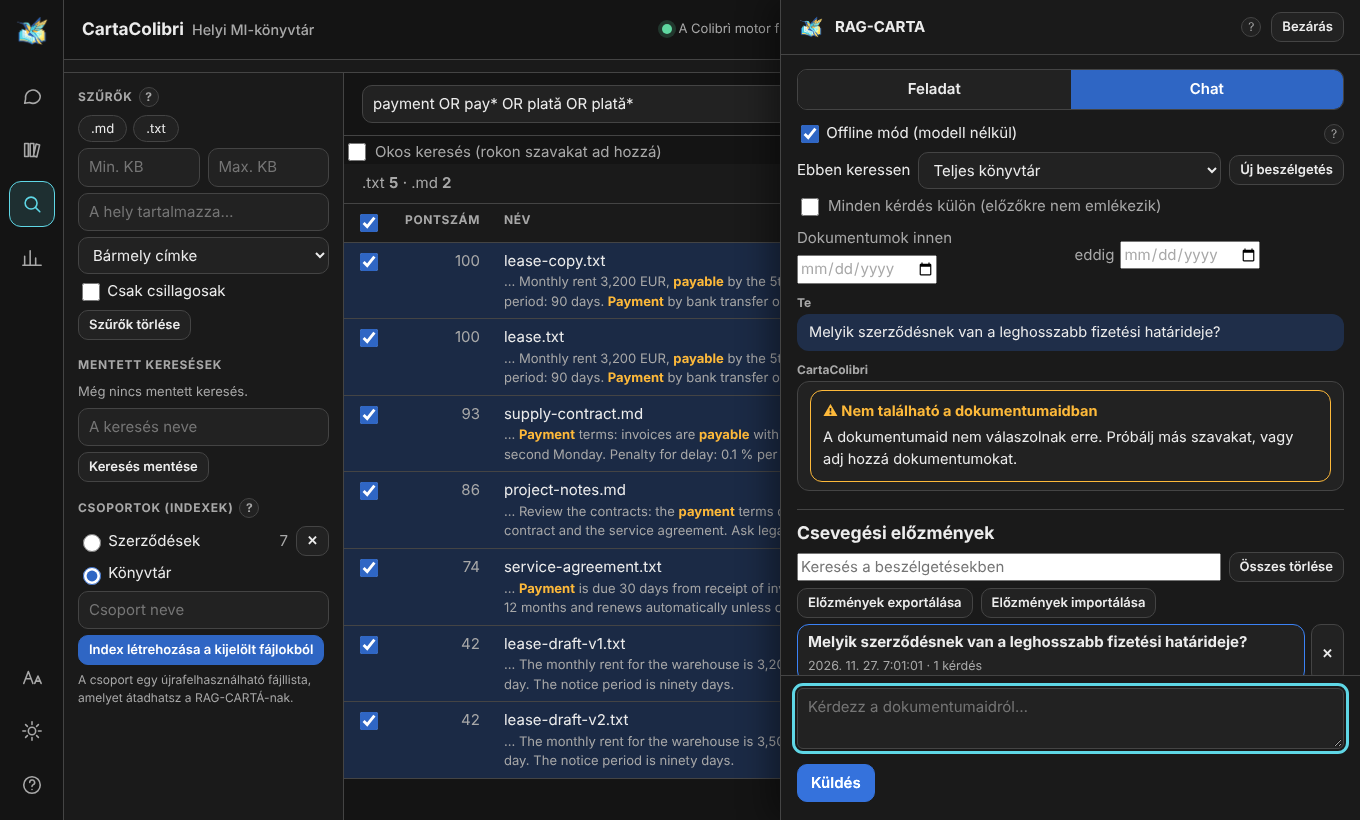 CartaColibri Helyi MI-könyvtár
A Colibrì motor f
SZŰRŐK ?
.md .txt
Min. KB Max. KB
A hely tartalmazza...
Bármely címke
Csak csillagosak
Szűrők törlése
MENTETT KERESÉSEK
Még nincs mentett keresés.
A keresés neve
Keresés mentése
CSOPORTOK (INDEXEK) ?
Szerződések 7 ✕
Könyvtár
Csoport neve
Index létrehozása a kijelölt fájlokból
A csoport egy újrafelhasználható fájllista,
amelyet átadhatsz a RAG-CARTÁ-nak.
payment OR pay* OR plată OR plată*
Okos keresés (rokon szavakat ad hozzá)
.txt 5 · .md 2
PONTSZÁM NÉV
100 lease-copy.txt
... Monthly rent 3,200 EUR, payable by the 5t
period: 90 days. Payment by bank transfer o
100 lease.txt
... Monthly rent 3,200 EUR, payable by the 5t
period: 90 days. Payment by bank transfer o
93 supply-contract.md
... Payment terms: invoices are payable with
second Monday. Penalty for delay: 0.1 % per
86 project-notes.md
... Review the contracts: the payment terms
contract and the service agreement. Ask lega
74 service-agreement.txt
... Payment is due 30 days from receipt of in
12 months and renews automatically unless
42 lease-draft-v1.txt
... The monthly rent for the warehouse is 3,20
day. The notice period is ninety days.
42 lease-draft-v2.txt
... The monthly rent for the warehouse is 3,50
day. The notice period is ninety days.
RAG-CARTA ? Bezárás
Feladat Chat
Offline mód (modell nélkül) ?
Ebben keressen Teljes könyvtár Új beszélgetés
Minden kérdés külön (előzőkre nem emlékezik)
Dokumentumok innen
mm/dd/yyyy
eddig mm/dd/yyyy
Te
Melyik szerződésnek van a leghosszabb fizetési határideje?
CartaColibri
⚠ Nem található a dokumentumaidban
A dokumentumaid nem válaszolnak erre. Próbálj más szavakat, vagy
adj hozzá dokumentumokat.
Csevegési előzmények
Keresés a beszélgetésekben Összes törlése
Előzmények exportálása Előzmények importálása
Melyik szerződésnek van a leghosszabb fizetési határideje?
2026. 11. 27. 7:01:01 · 1 kérdés ✕
Kérdezz a dokumentumaidról...
Küldés